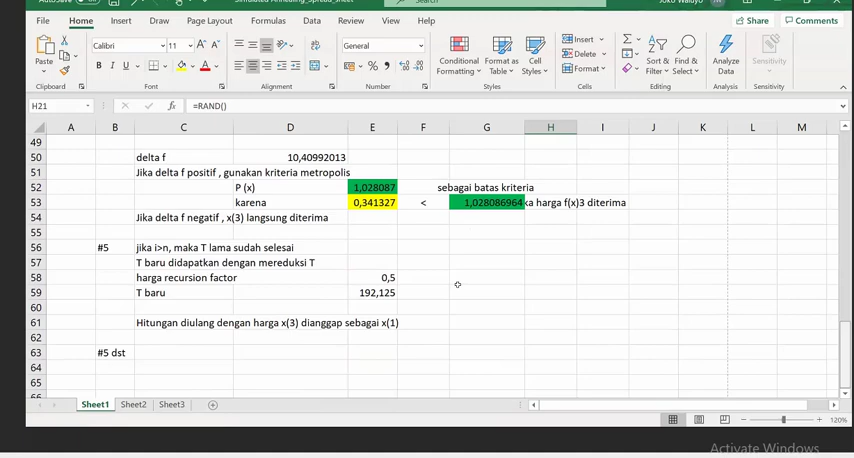 Simulated Annealing_Spread_Sheet
Joko Waluyo
File Home Insert Draw Page Layout Formulas Data Review View Help Share Comments
Calibri 11 General Insert
Paste Conditional Format as Cell Delete Sort & Find & Analyze Sensitivity
Formatting Table Styles Format Filter Select Data
Clipboard Font Alignment Number Styles Cells Editing Analysis Sensitivity
H21 fx =RAND()
A B C D E F G H I J K L M
49
50 delta f 10,40992013
51 Jika delta f positif , gunakan kriteria metropolis
52 P (x) 1,028087 sebagai batas kriteria
53 karena 0,341327 < 1,028086964 ka harga f(x)3 diterima
54 Jika delta f negatif , x(3) langsung diterima
55
56 #5 jika i>n, maka T lama sudah selesai
57 T baru didapatkan dengan mereduksi T
58 harga recursion factor 0,5
59 T baru 192,125
60
61 Hitungan diulang dengan harga x(3) dianggap sebagai x(1)
62
63 #5 dst
64
65
66
Sheet1 Sheet2 Sheet3
120%
Activate Windows